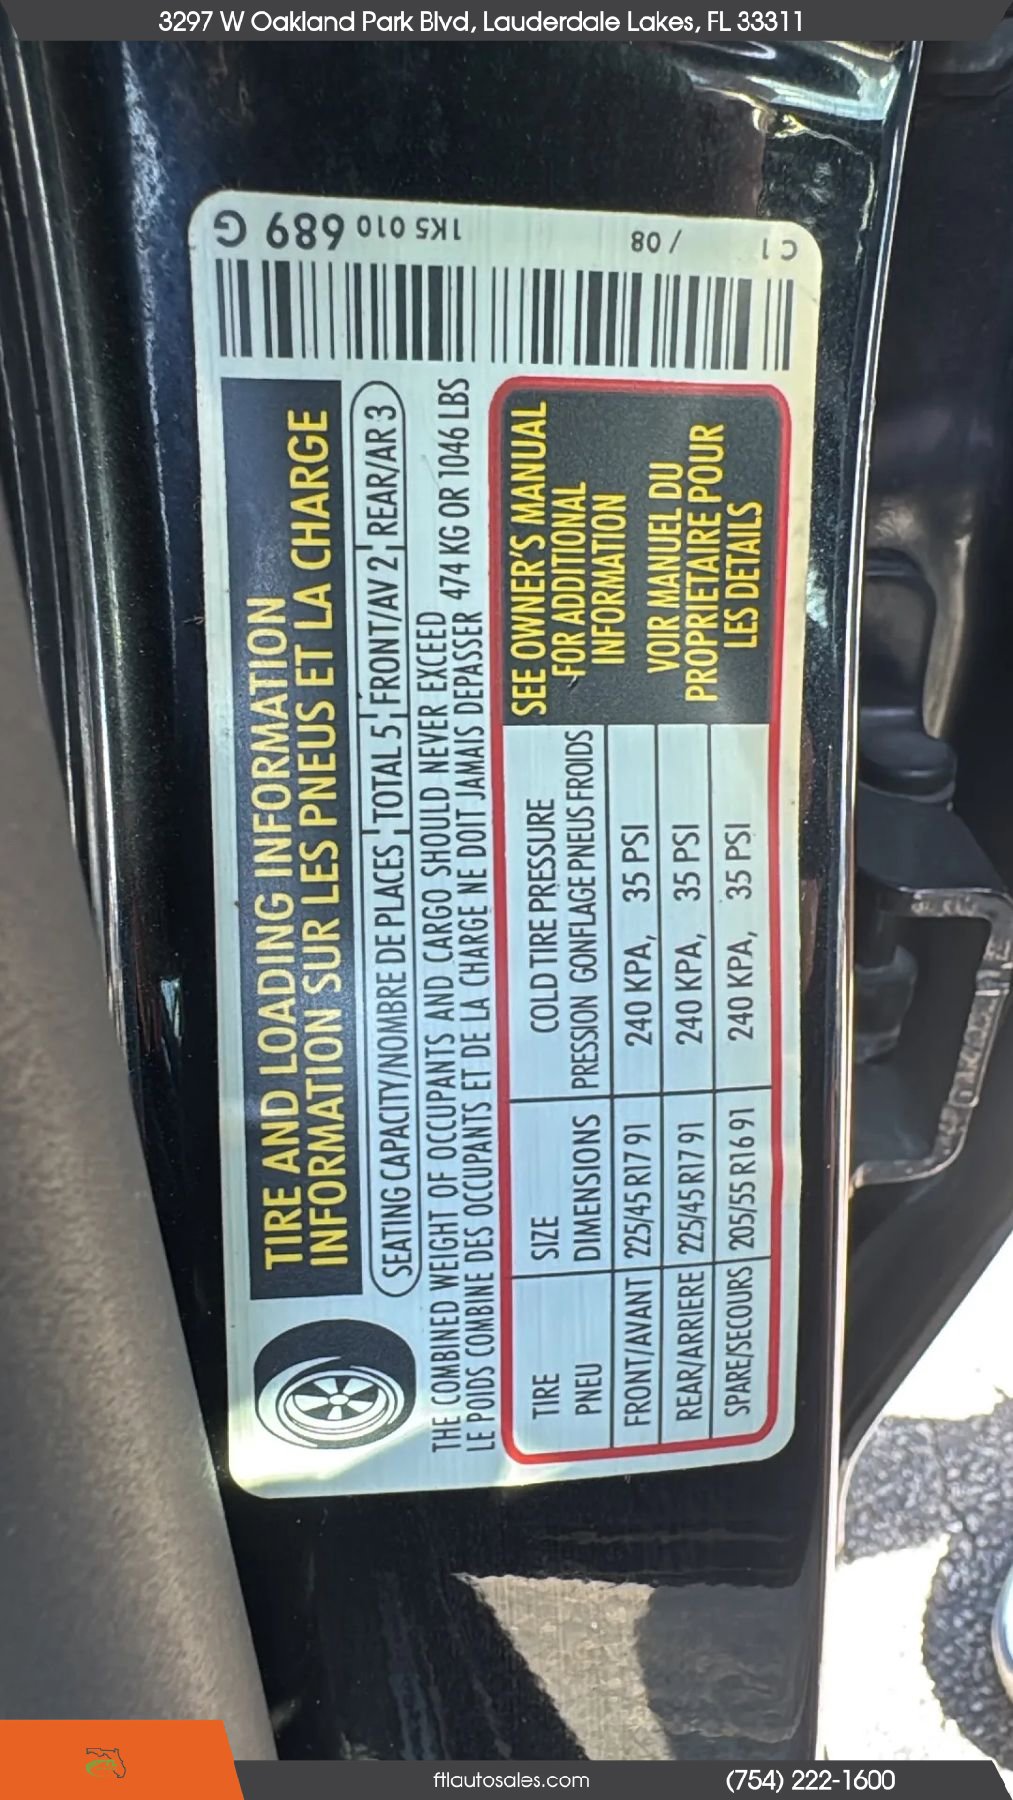 3297 W Oakland Park Blvd, Lauderdale Lakes, FL 33311
1K5 010 689 G
C 1 / 08
TIRE AND LOADING INFORMATION
INFORMATION SUR LES PNEUS ET LA CHARGE
SEATING CAPACITY/NOMBRE DE PLACES TOTAL 5 FRONT/AV 2 REAR/AR 3
THE COMBINED WEIGHT OF OCCUPANTS AND CARGO SHOULD NEVER EXCEED
LE POIDS COMBINE DES OCCUPANTS ET DE LA CHARGE NE DOIT JAMAIS DEPASSER 474 KG OR 1046 LBS
TIRE SIZE COLD TIRE PRESSURE
PNEU DIMENSIONS PRESSION GONFLAGE PNEUS FROIDS
FRONT/AVANT 225/45 R17 91 240 KPA, 35 PSI
REAR/ARRIERE 225/45 R17 91 240 KPA, 35 PSI
SPARE/SECOURS 205/55 R16 91 240 KPA, 35 PSI
SEE OWNER'S MANUAL
FOR ADDITIONAL
INFORMATION
VOIR MANUEL DU
PROPRIETAIRE POUR
LES DETAILS
ftlautosales.com
(754) 222-1600